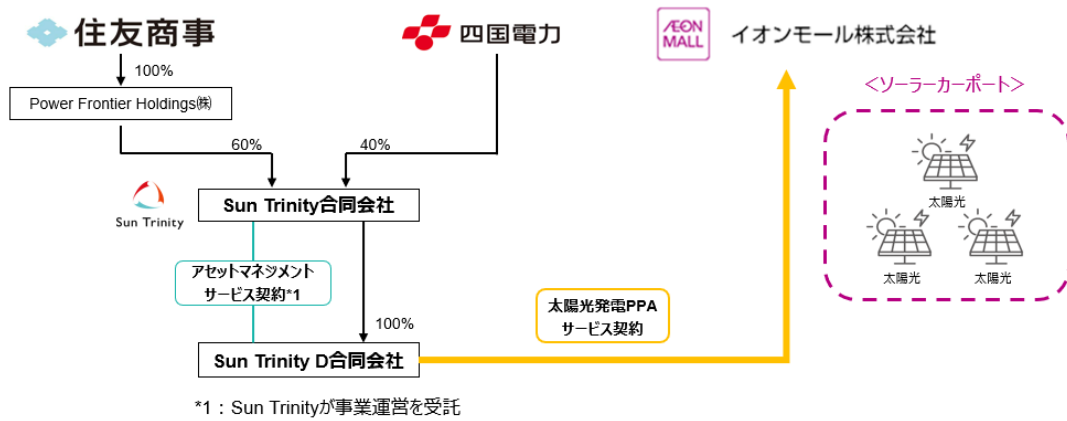 住友商事
四国電力
ÆON
MALL
イオンモール株式会社
100%
Power Frontier Holdings㈱
60%
40%
<ソーラーカーポート>
太陽光
太陽光
太陽光
Sun Trinity
Sun Trinity合同会社
アセットマネジメント
サービス契約*1
100%
太陽光発電PPA
サービス契約
Sun Trinity D合同会社
*1:Sun Trinityが事業運営を受託